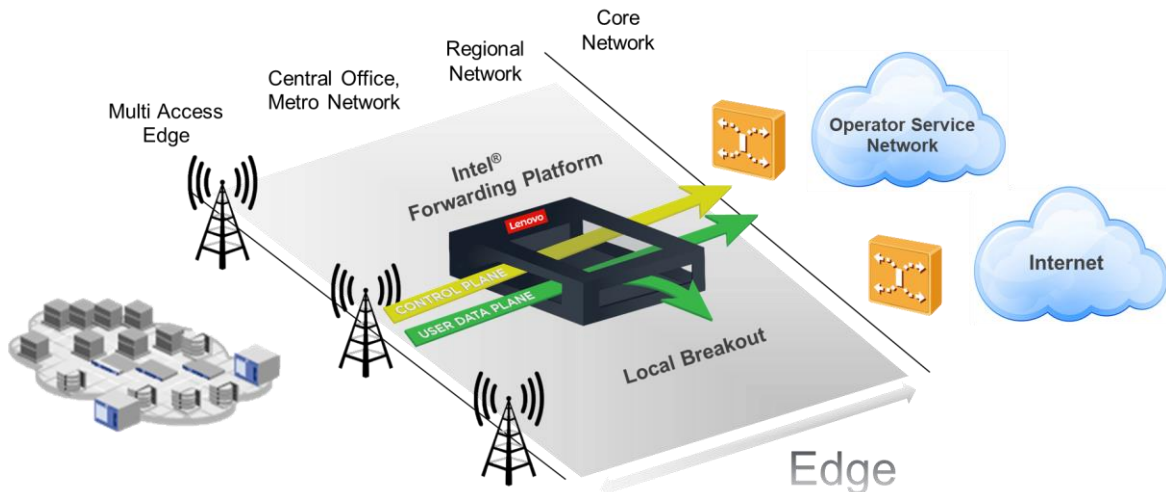 Core
Network
Regional
Network
Central Office,
Metro Network
Multi Access
Edge
Operator Service
Network
Intel®
Forwarding Platform
Lenovo
CONTROL PLANE
USER DATA PLANE
Internet
Local Breakout
Edge